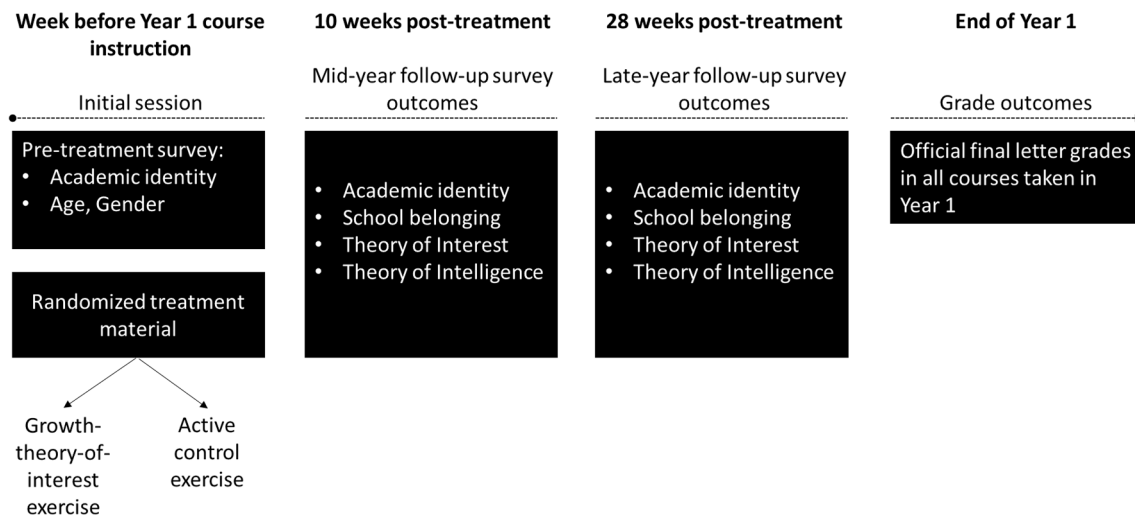 Week before Year 1 course
instruction
Initial session
Pre-treatment survey:
• Academic identity
• Age, Gender
Randomized treatment
material
Growth-
theory-of-
interest
exercise
Active
control
exercise
10 weeks post-treatment
Mid-year follow-up survey
outcomes
• Academic identity
• School belonging
• Theory of Interest
• Theory of Intelligence
28 weeks post-treatment
Late-year follow-up survey
outcomes
• Academic identity
• School belonging
• Theory of Interest
• Theory of Intelligence
End of Year 1
Grade outcomes
Official final letter grades
in all courses taken in
Year 1